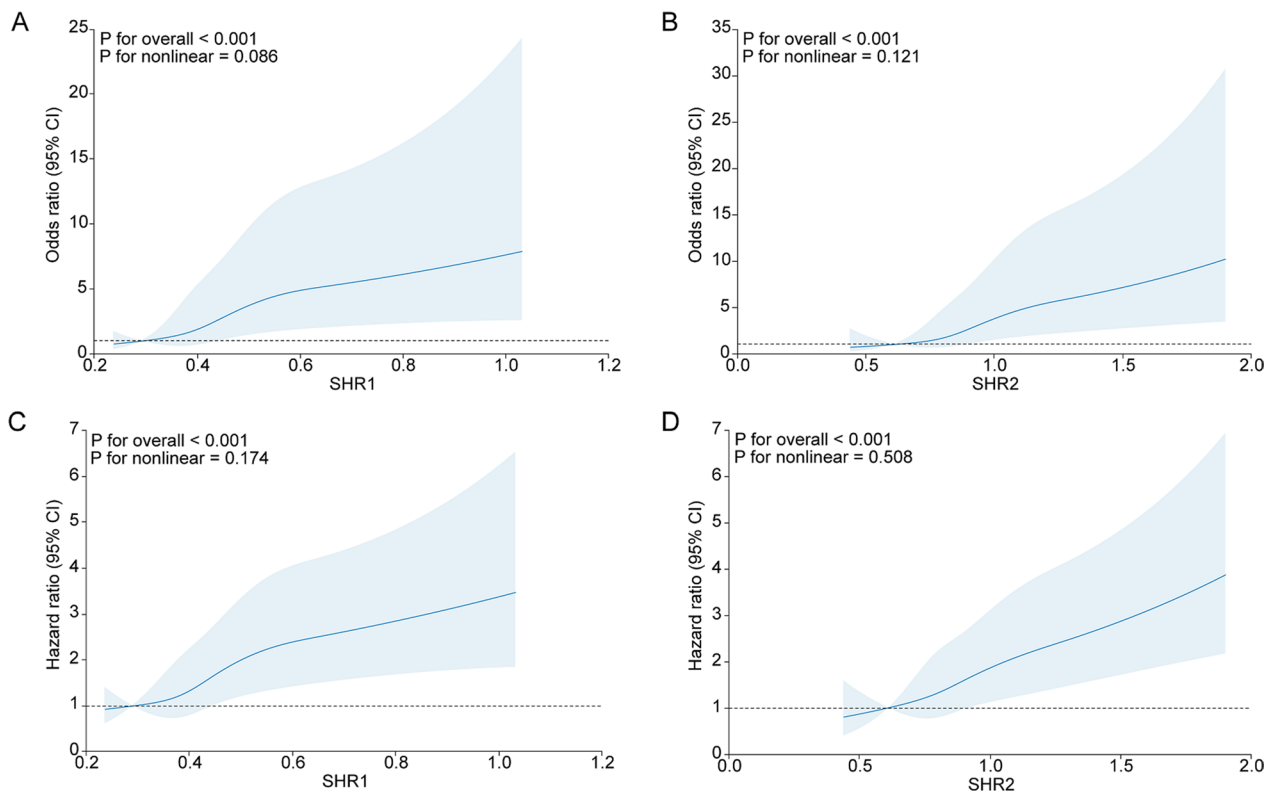 A
P for overall < 0.001
P for nonlinear = 0.086
Odds ratio (95% CI)
25
20
15
10
5
0
0.2 0.4 0.6 0.8 1.0 1.2
SHR1
B
P for overall < 0.001
P for nonlinear = 0.121
Odds ratio (95% CI)
35
30
25
20
15
10
5
0
0.0 0.5 1.0 1.5 2.0
SHR2
C
P for overall < 0.001
P for nonlinear = 0.174
Hazard ratio (95% CI)
7
6
5
4
3
2
1
0
0.2 0.4 0.6 0.8 1.0 1.2
SHR1
D
P for overall < 0.001
P for nonlinear = 0.508
Hazard ratio (95% CI)
7
6
5
4
3
2
1
0
0.0 0.5 1.0 1.5 2.0
SHR2